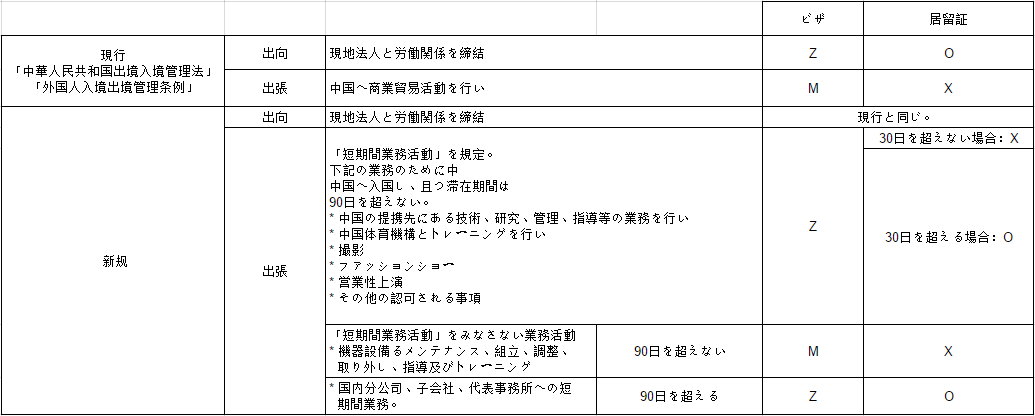 ビザ
居留証
現行
「中華人民共和国出境入境管理法」
「外国人入境出境管理条例」
出向
現地法人と労働関係を締結
Z
O
出張
中国へ商業貿易活動を行い
M
X
新規
出向
現地法人と労働関係を締結
現行と同じ。
出張
「短期間業務活動」を規定。
下記の業務のために中
中国へ入国し、且つ滞在期間は
90日を超えない。
* 中国の提携先にある技術、研究、管理、指導等の業務を行い
* 中国体育機構とトレーニングを行い
* 撮影
* ファッションショー
* 営業性上演
* その他の認可される事項
Z
30日を超えない場合：X
30日を超える場合：O
「短期間業務活動」をみなさない業務活動
* 機器設備るメンテナンス、組立、調整、
取り外し、指導及びトレーニング
90日を超えない
M
X
* 国内分公司、子会社、代表事務所への短
期間業務。
90日を超える
Z
O